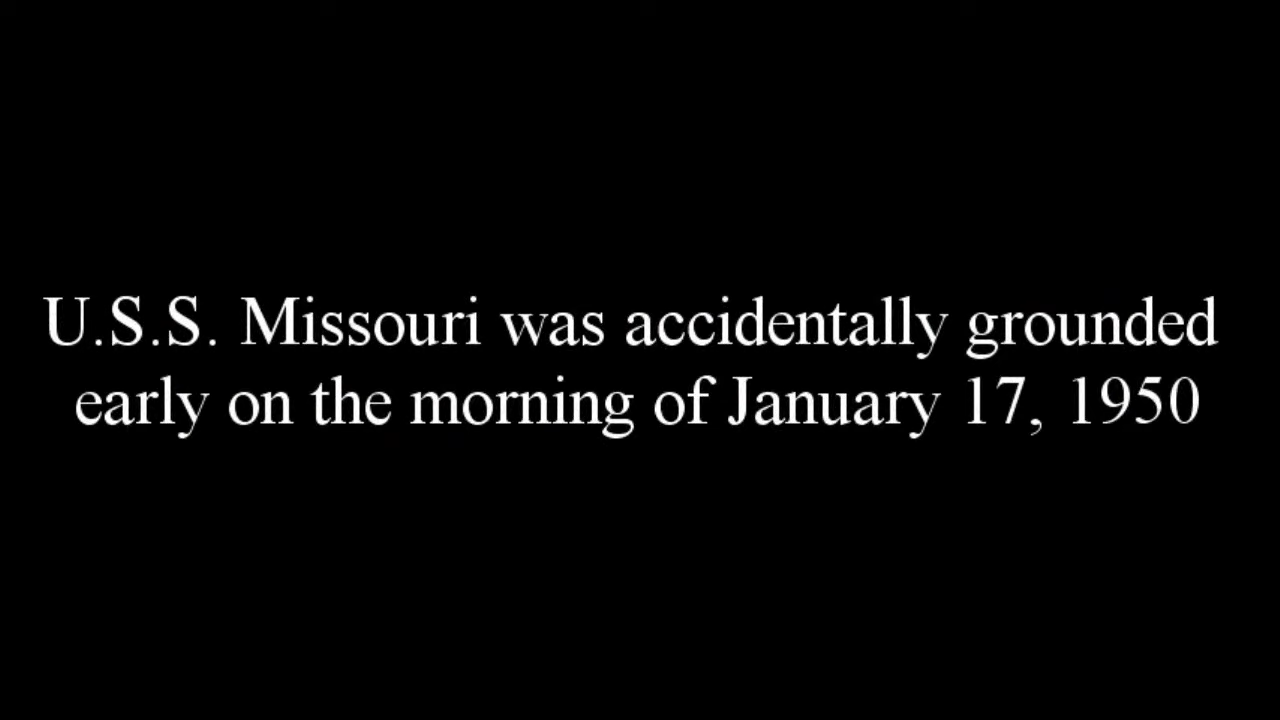 U.S.S. Missouri was accidentally grounded
early on the morning of January 17, 1950